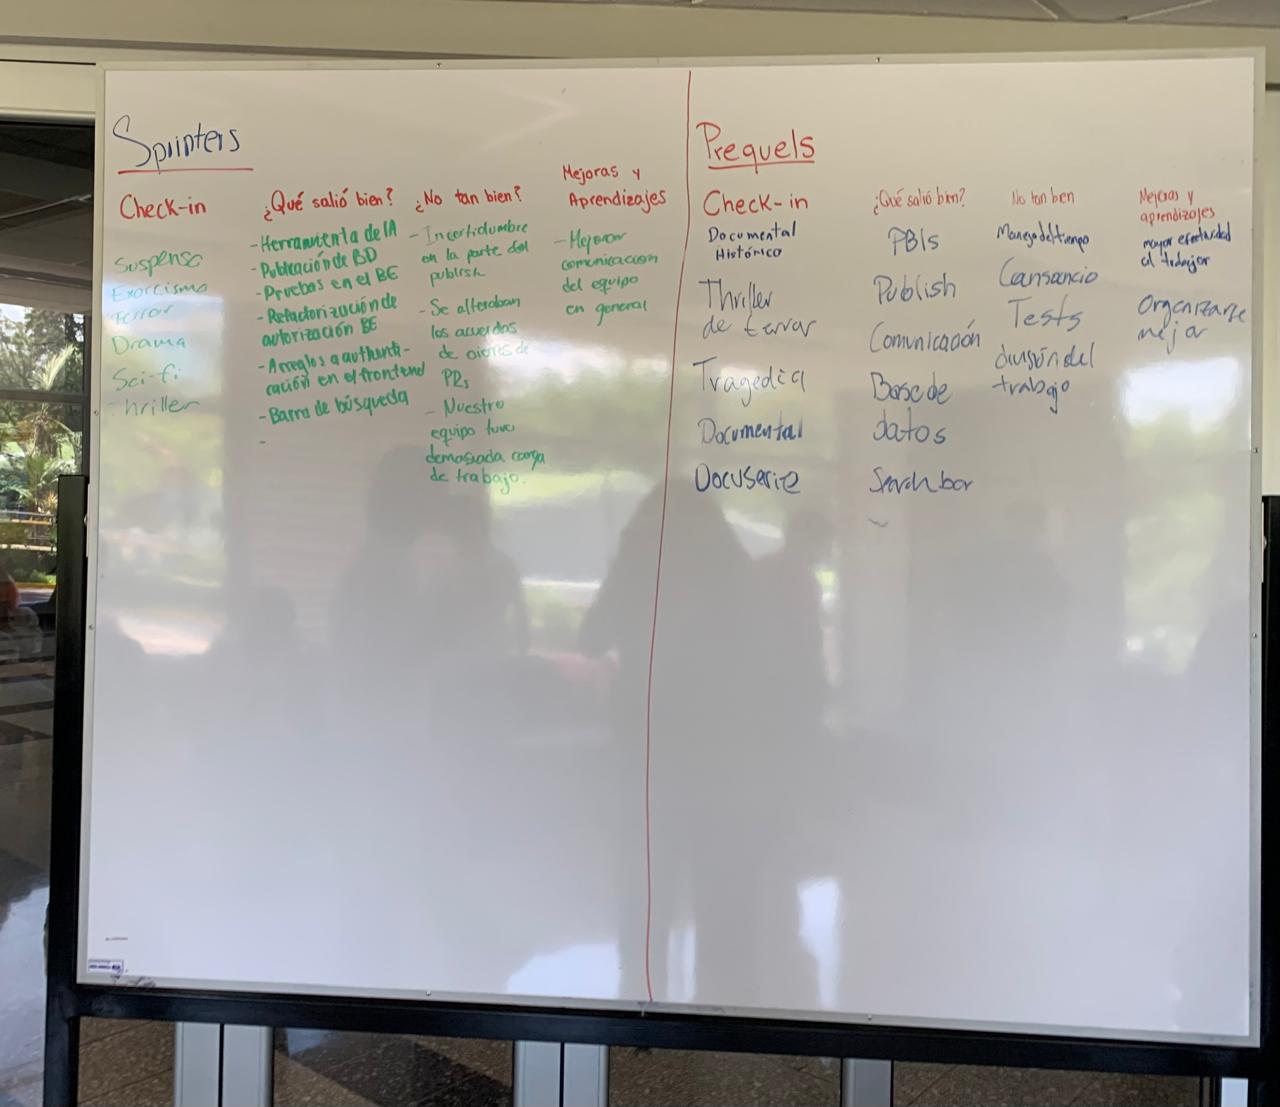 Sprinters
Check-in
Suspenso
Exorcismo
Terror
Drama
Sci-fi
Thriller
¿Qué salió bien?
- Herramienta de IA
- Publicación de BD
- Pruebas en el BE
- Refactorización de
autorización BE
- Arreglos a authenti-
cación en el frontend
- Barra de búsqueda
-
¿No tan bien?
- Incertidumbre
en la parte del
publish
- Se alteraban
los acuerdos
de cierres de
PRs
- Nuestro
equipo tuvo
demasiada carga
de trabajo.
Mejoras y
Aprendizajes
- Mejorar
comunicacion
del equipo
en general
Prequels
Check-in
Documental
Histórico
Thriller
de terror
Tragedia
Documental
Docuserie
¿Qué salió bien?
PBIs
Publish
Comunicación
Base de
datos
Search bar
No tan bien
Manejo del tiempo
Cansancio
Tests
división del
trabajo
Mejoras y
aprendizajes
mayor efectividad
al trabajar
Organizarse
mejor